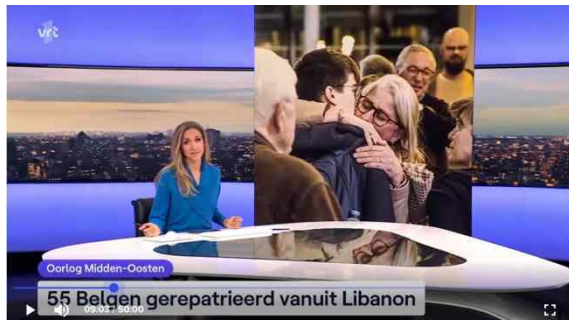 vrt
Oorlog Midden-Oosten
55 Belgen gerepatrieerd vanuit Libanon
09:03 / 50:00